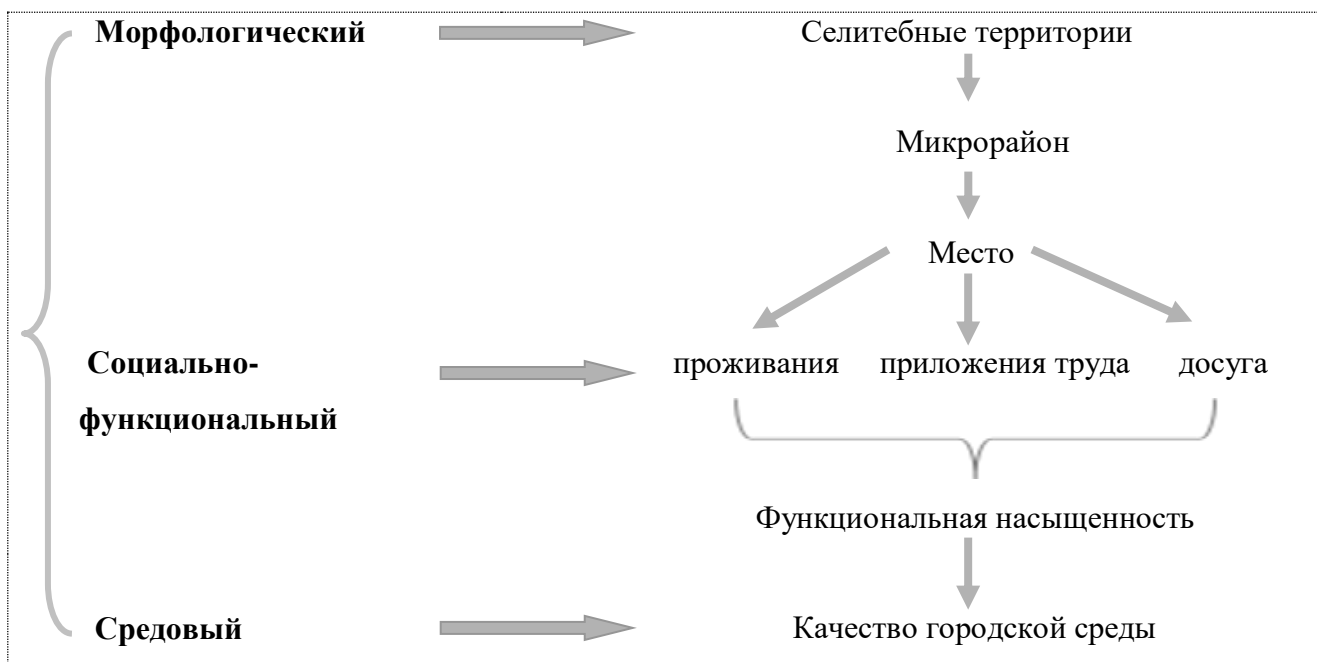 Морфологический
Селитебные территории
Микрорайон
Место
Социально-
функциональный
проживания
приложения труда
досуга
Функциональная насыщенность
Средовый
Качество городской среды